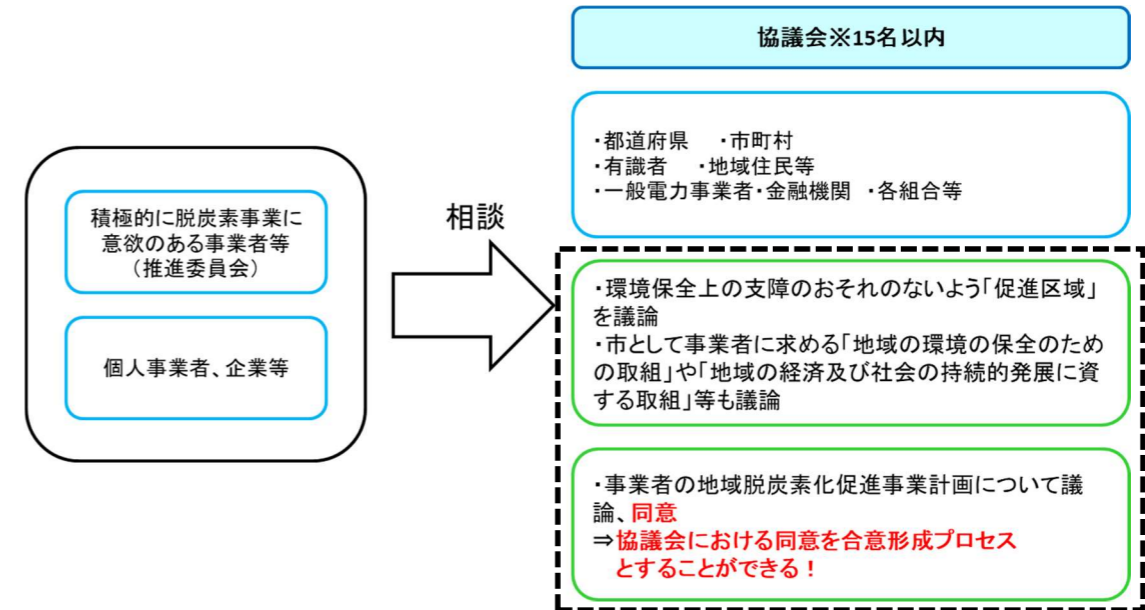 協議会※15名以内
・都道府県　・市町村
・有識者　・地域住民等
・一般電力事業者・金融機関　・各組合等
積極的に脱炭素事業に
意欲のある事業者等
（推進委員会）
個人事業者、企業等
相談
・環境保全上の支障のおそれのないよう「促進区域」
を議論
・市として事業者に求める「地域の環境の保全のため
の取組」や「地域の経済及び社会の持続的発展に資
する取組」等も議論
・事業者の地域脱炭素化促進事業計画について議
論、同意
⇒協議会における同意を合意形成プロセス
とすることができる！